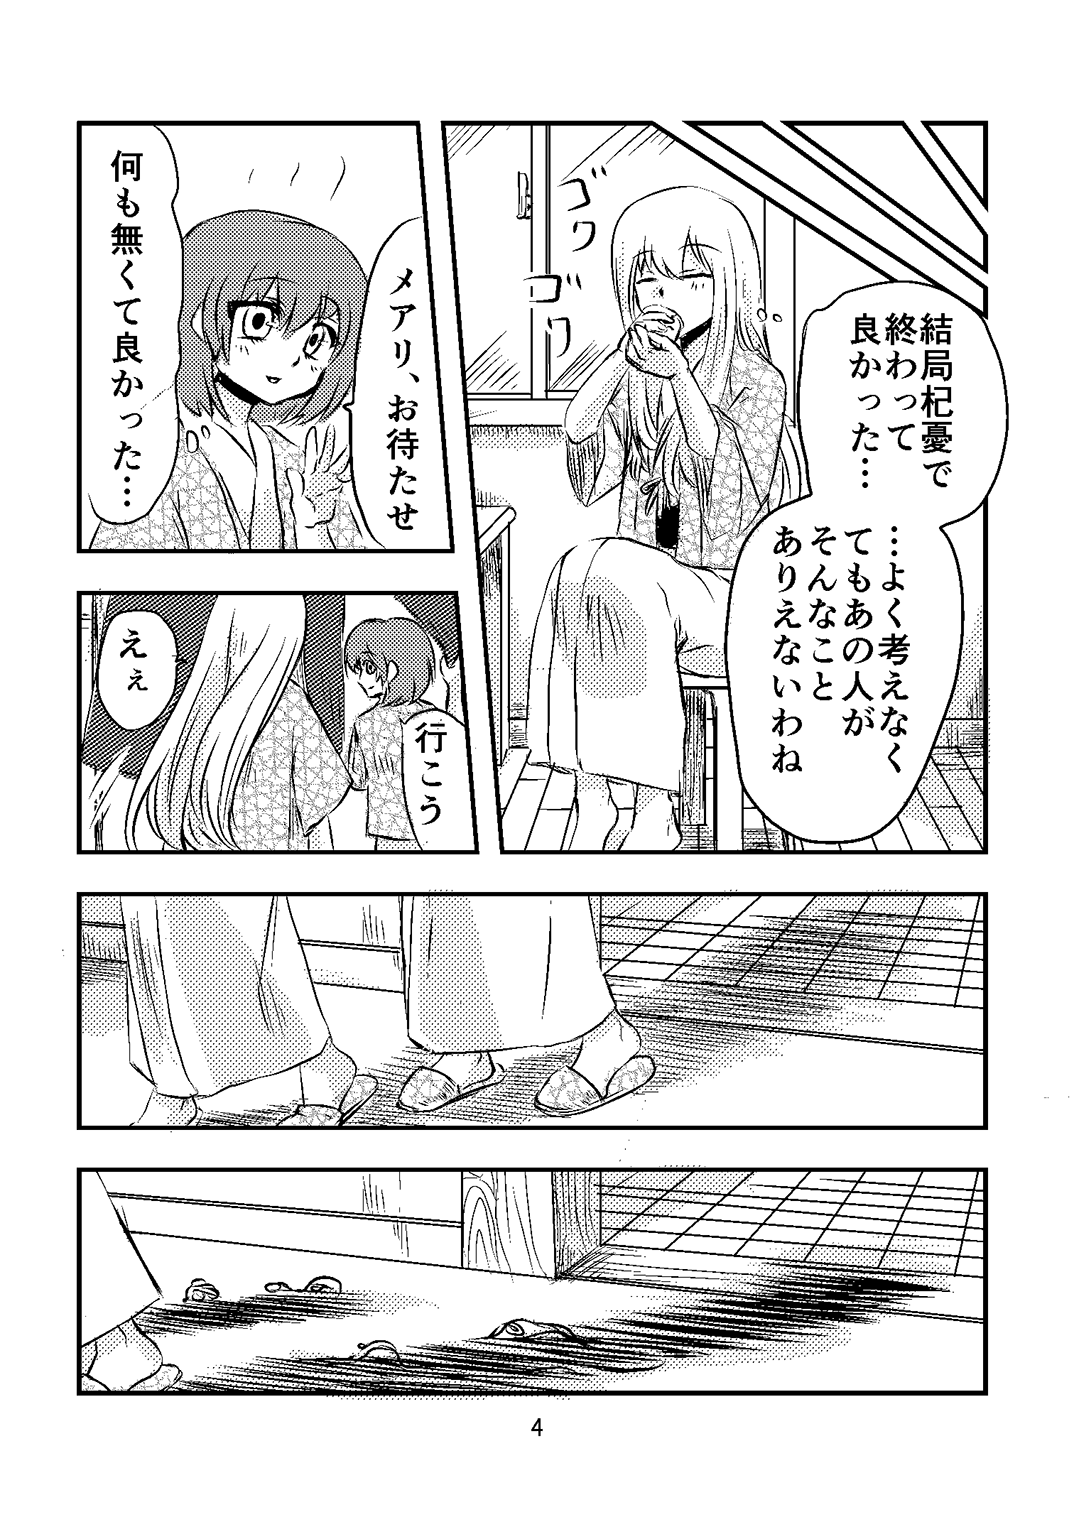 結局杞憂で
終わって
良かった…
…よく考えなく
てもあの人が
そんなこと
ありえないわね
ゴクゴク
メアリ、お待たせ
何も無くて良かった…
行こう
えぇ
4